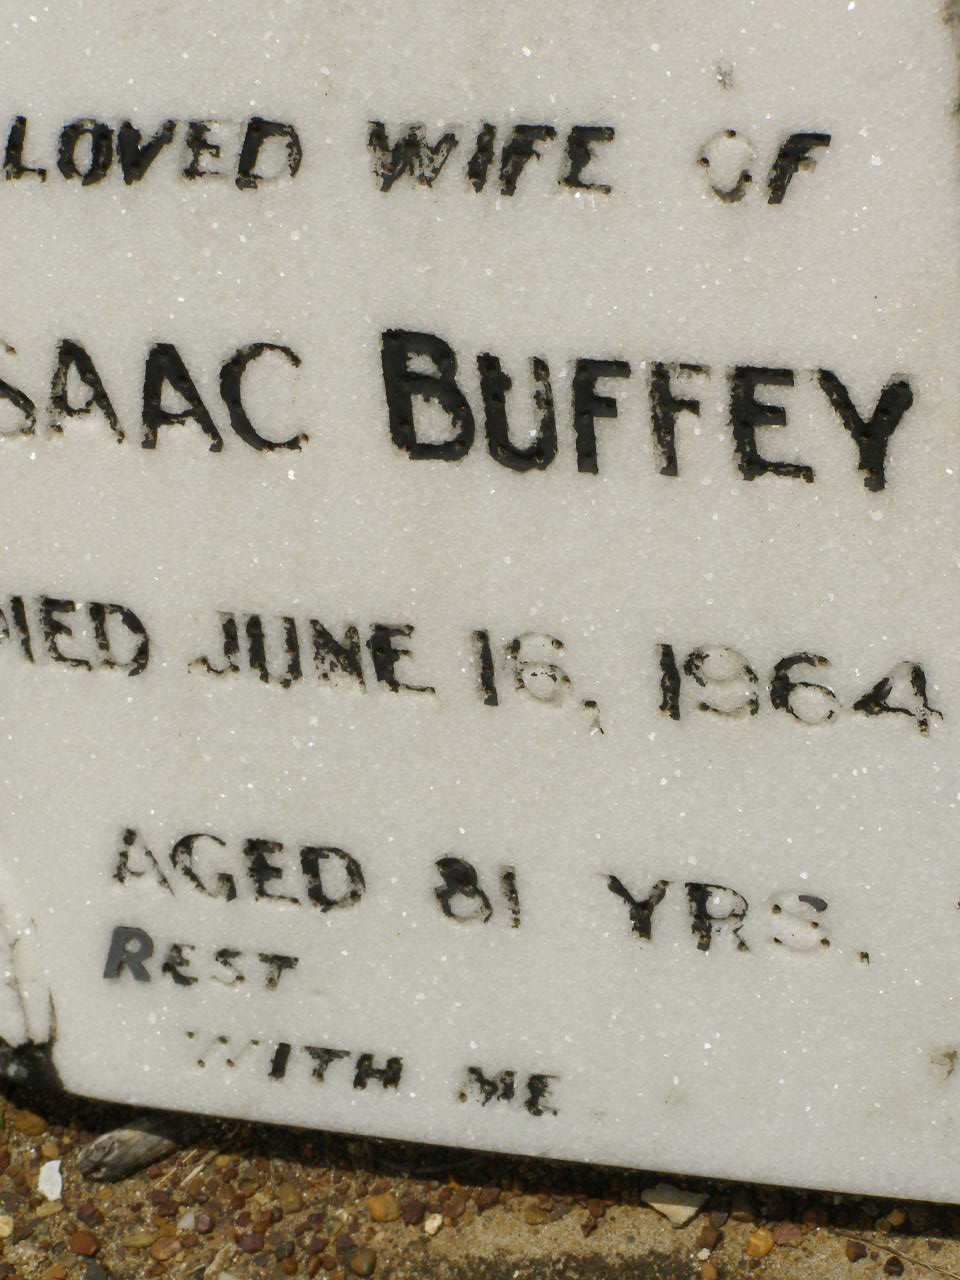 LOVED WIFE OF
SAAC BUFFEY
DIED JUNE 16, 1964
AGED 81 YRS.
REST
WITH ME